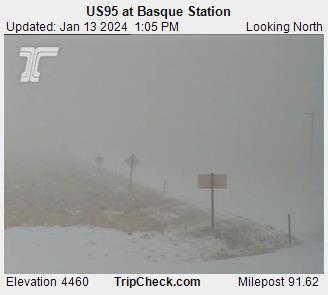 US95 at Basque Station
Updated: Jan 13 2024 1:05 PM Looking North
Elevation 4460 TripCheck.com Milepost 91.62